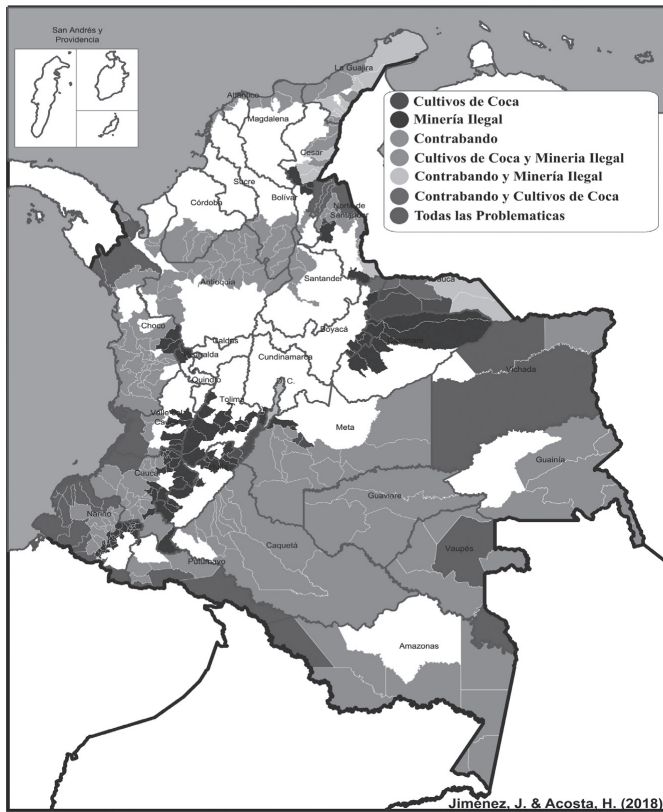 San Andrés y
Providencia
La Guajira
Atlántico
Magdalena
Cesar
Sucre
Córdoba
Bolívar
Norte de
Santander
Antioquia
Santander
Arauca
Boyacá
Chocó
Caldas
Risaralda
Cundinamarca
Vichada
Quindío
D. C.
Tolima
Meta
Cauca
Guainía
Guaviare
Nariño
Vaupés
Caquetá
Putumayo
Amazonas
Cultivos de Coca
Minería Ilegal
Contrabando
Cultivos de Coca y Mineria Ilegal
Contrabando y Minería Ilegal
Contrabando y Cultivos de Coca
Todas las Problematicas
Jiménez, J. & Acosta, H. (2018)